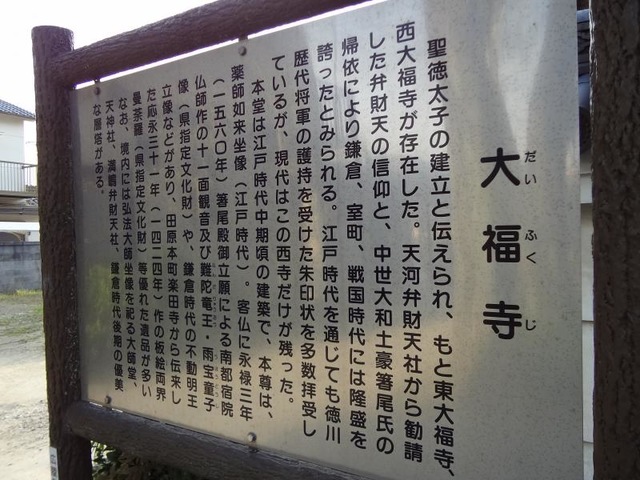 大福寺
だい ふく じ
聖徳太子の建立と伝えられ、もと東大福寺、
西大福寺が存在した。天河弁財天社から勧請
した弁財天の信仰と、中世大和土豪箸尾氏の
帰依により鎌倉、室町、戦国時代には隆盛を
誇ったとみられる。江戸時代を通じても徳川
歴代将軍の護持を受けた朱印状を多数拝受し
ているが、現代はこの西寺だけが残った。
本堂は江戸時代中期頃の建築で、本尊は、
薬師如来坐像(江戸時代)。客仏に永禄三年
(一五六〇年)箸尾殿御立願による南都宿院
仏師作の十一面観音及び難陀竜王・雨宝童子
像(県指定文化財)や、鎌倉時代の不動明王
立像などがあり、田原本町楽田寺から伝来し
た応永三十一年(一四二四年)作の板絵両界
曼荼羅(県指定文化財)等優れた遺品が多い
なお、境内には弘法大師坐像を祀る大師堂、
天神社、満嶋弁財天社、鎌倉時代後期の優美
な層塔がある。